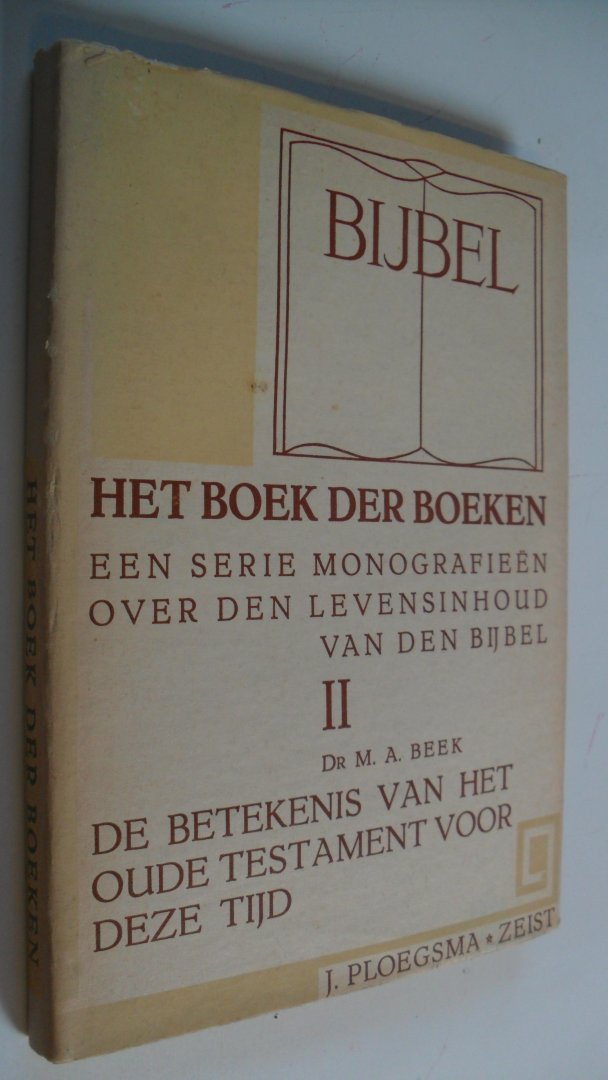 BIJBEL
HET BOEK DER BOEKEN
EEN SERIE MONOGRAFIEËN
OVER DEN LEVENSINHOUD
VAN DEN BIJBEL
II
DR M. A. BEEK
DE BETEKENIS VAN HET
OUDE TESTAMENT VOOR
DEZE TIJD
J. PLOEGSMA * ZEIST
HET BOEK DER BOEKEN